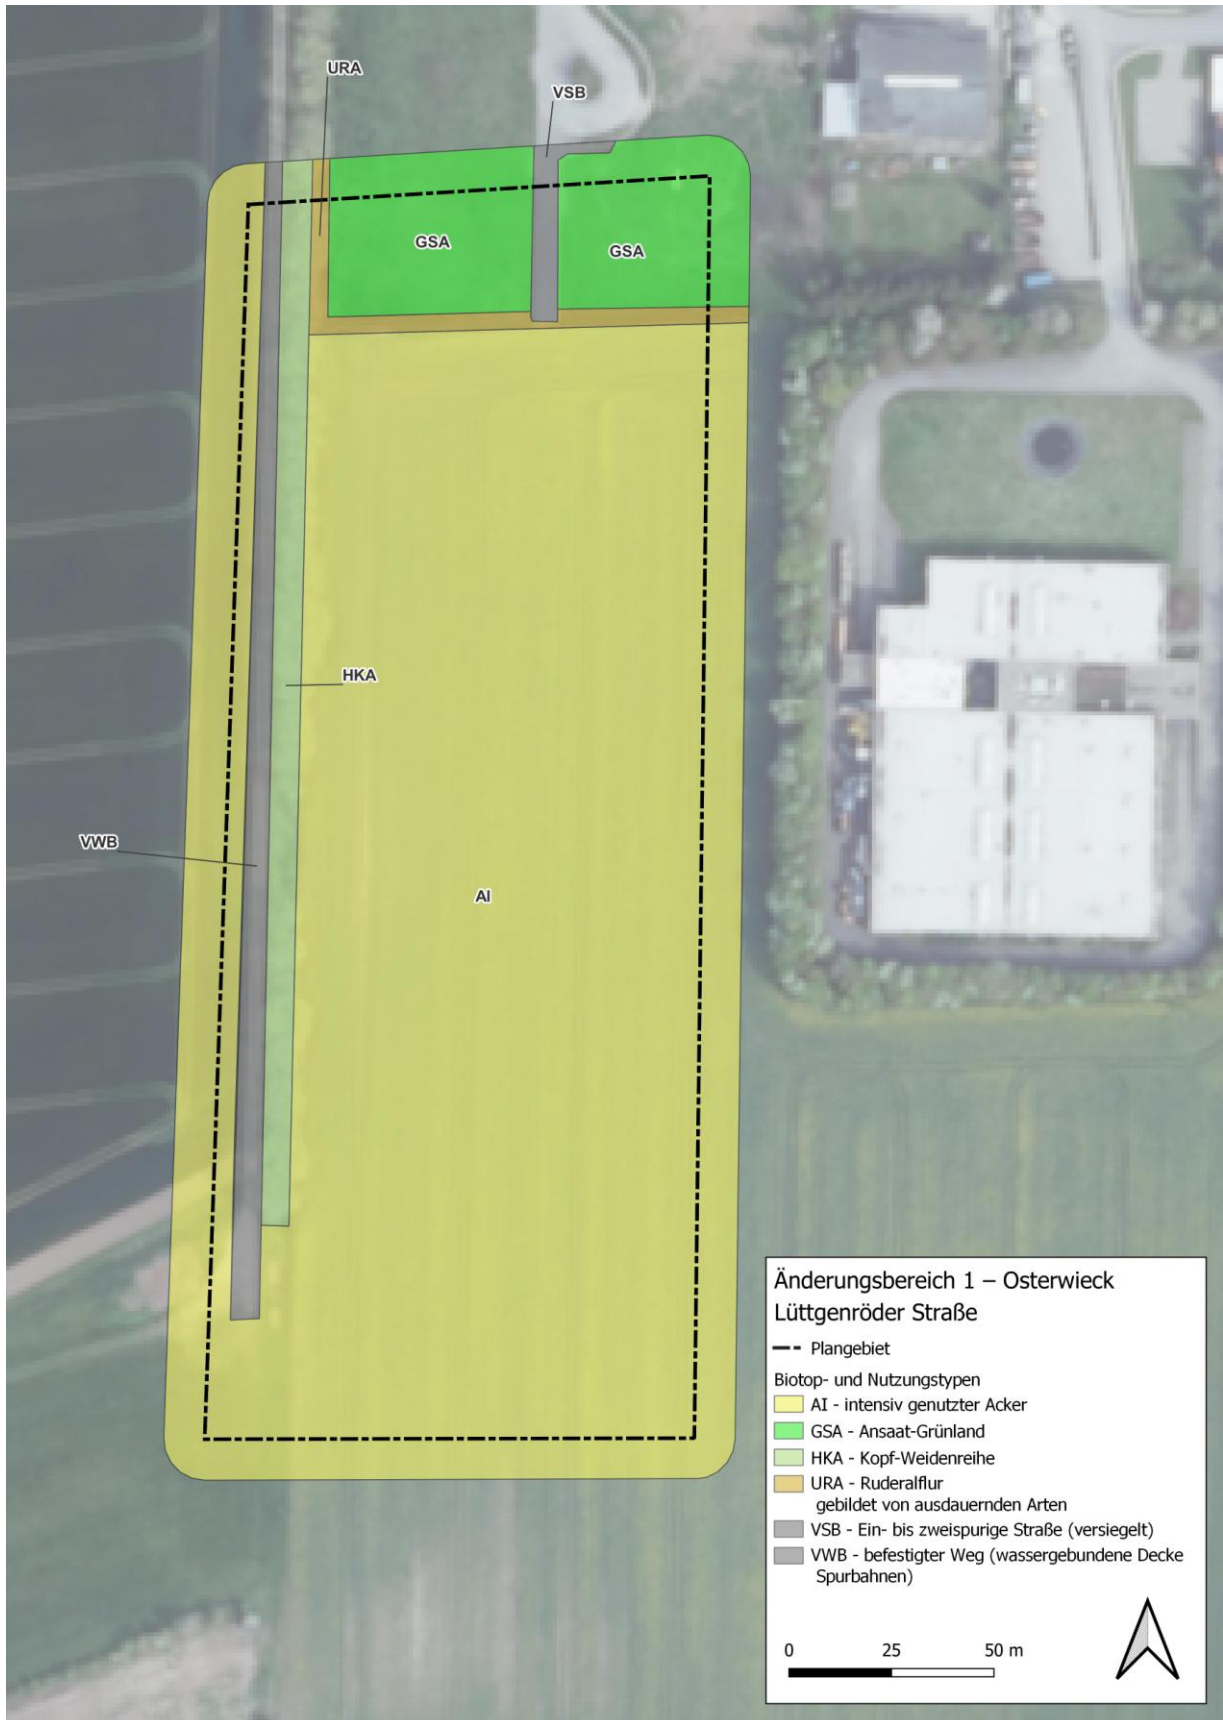 URA
VSB
GSA
GSA
HKA
VWB
AI
Änderungsbereich 1 – Osterwieck
Lüttgenröder Straße
Plangebiet
Biotop- und Nutzungstypen
AI - intensiv genutzter Acker
GSA - Ansaat-Grünland
HKA - Kopf-Weidenreihe
URA - Ruderalflur
gebildet von ausdauernden Arten
VSB - Ein- bis zweispurige Straße (versiegelt)
VWB - befestigter Weg (wassergebundene Decke
Spurbahnen)
0 25 50 m